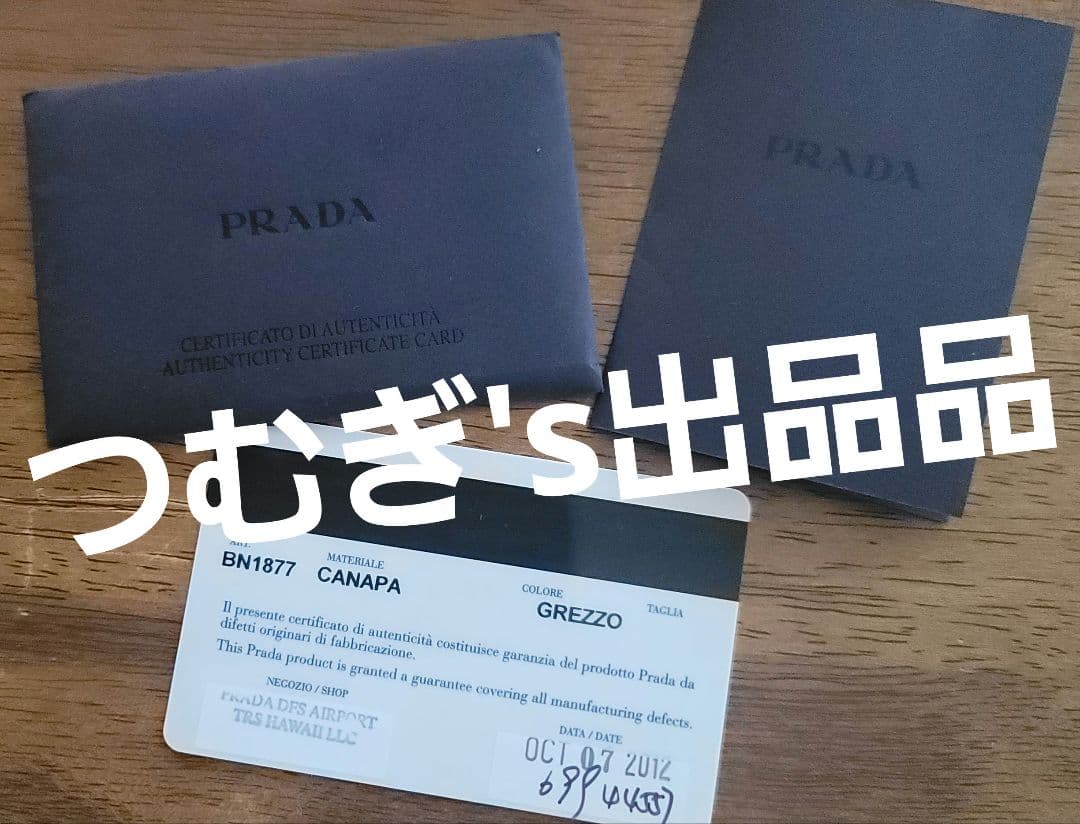 PRADA
CERTIFICATO DI AUTENTICITÀ
AUTHENTICITY CERTIFICATE CARD
PRADA
つむぎ's出品品
ART.
BN1877
MATERIALE
CANAPA
COLORE
GREZZO
TAGLIA
Il presente certificato di autenticità costituisce garanzia del prodotto Prada da
difetti originari di fabbricazione.
This Prada product is granted a guarantee covering all manufacturing defects.
NEGOZIO / SHOP
PRADA DFS AIRPORT
TRS HAWAII LLC
DATA / DATE
OCT 07 2012